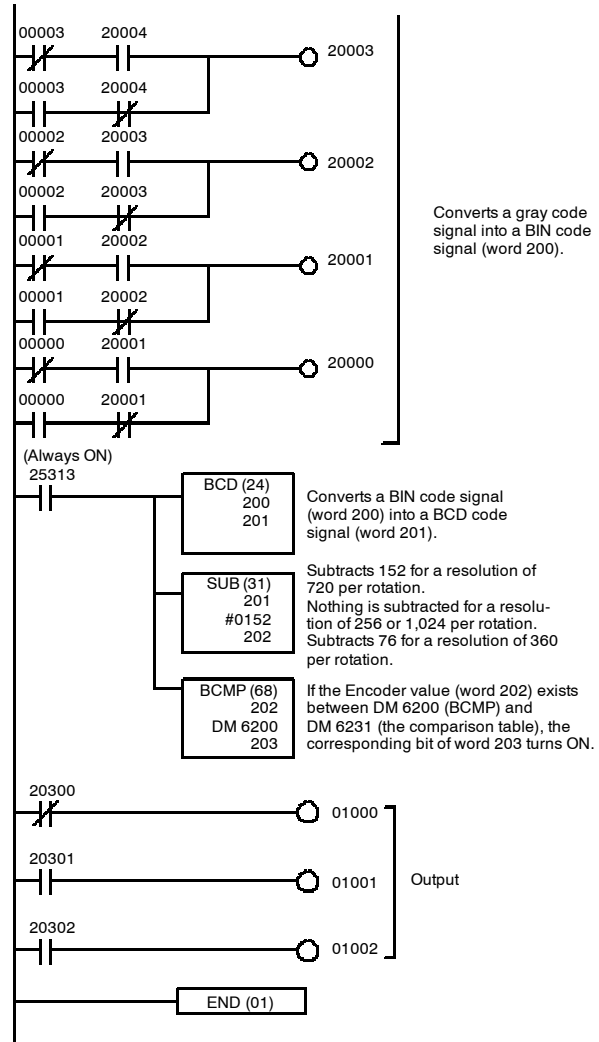 00003 20004
20003
00003 20004
00002 20003
20002
00002 20003
00001 20002
20001
00001 20002
00000 20001
20000
00000 20001
Converts a gray code
signal into a BIN code
signal (word 200).
(Always ON)
25313
BCD (24)
200
201
Converts a BIN code signal
(word 200) into a BCD code
signal (word 201).
SUB (31)
201
#0152
202
Subtracts 152 for a resolution of
720 per rotation.
Nothing is subtracted for a resolu-
tion of 256 or 1,024 per rotation.
Subtracts 76 for a resolution of 360
per rotation.
BCMP (68)
202
DM 6200
203
If the Encoder value (word 202) exists
between DM 6200 (BCMP) and
DM 6231 (the comparison table), the
corresponding bit of word 203 turns ON.
20300
01000
20301
01001
Output
20302
01002
END (01)